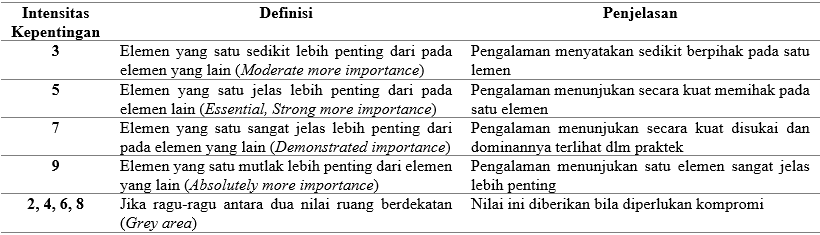 Intensitas Kepentingan Definisi Penjelasan
3 Elemen yang satu sedikit lebih penting dari pada Pengalaman menyatakan sedikit berpihak pada satu
elemen yang lain (Moderate more importance) lemen
5 Elemen yang satu jelas lebih penting dari pada Pengalaman menunjukan secara kuat memihak pada
elemen lain (Essential, Strong more importance) satu elemen
7 Elemen yang satu sangat jelas lebih penting dari Pengalaman menunjukan secara kuat disukai dan
pada elemen yang lain (Demonstrated importance) dominannya terlihat dlm praktek
9 Elemen yang satu mutlak lebih penting dari elemen Pengalaman menunjukan satu elemen sangat jelas
yang lain (Absolutely more importance) lebih penting
2, 4, 6, 8 Jika ragu-ragu antara dua nilai ruang berdekatan Nilai ini diberikan bila diperlukan kompromi
(Grey area)